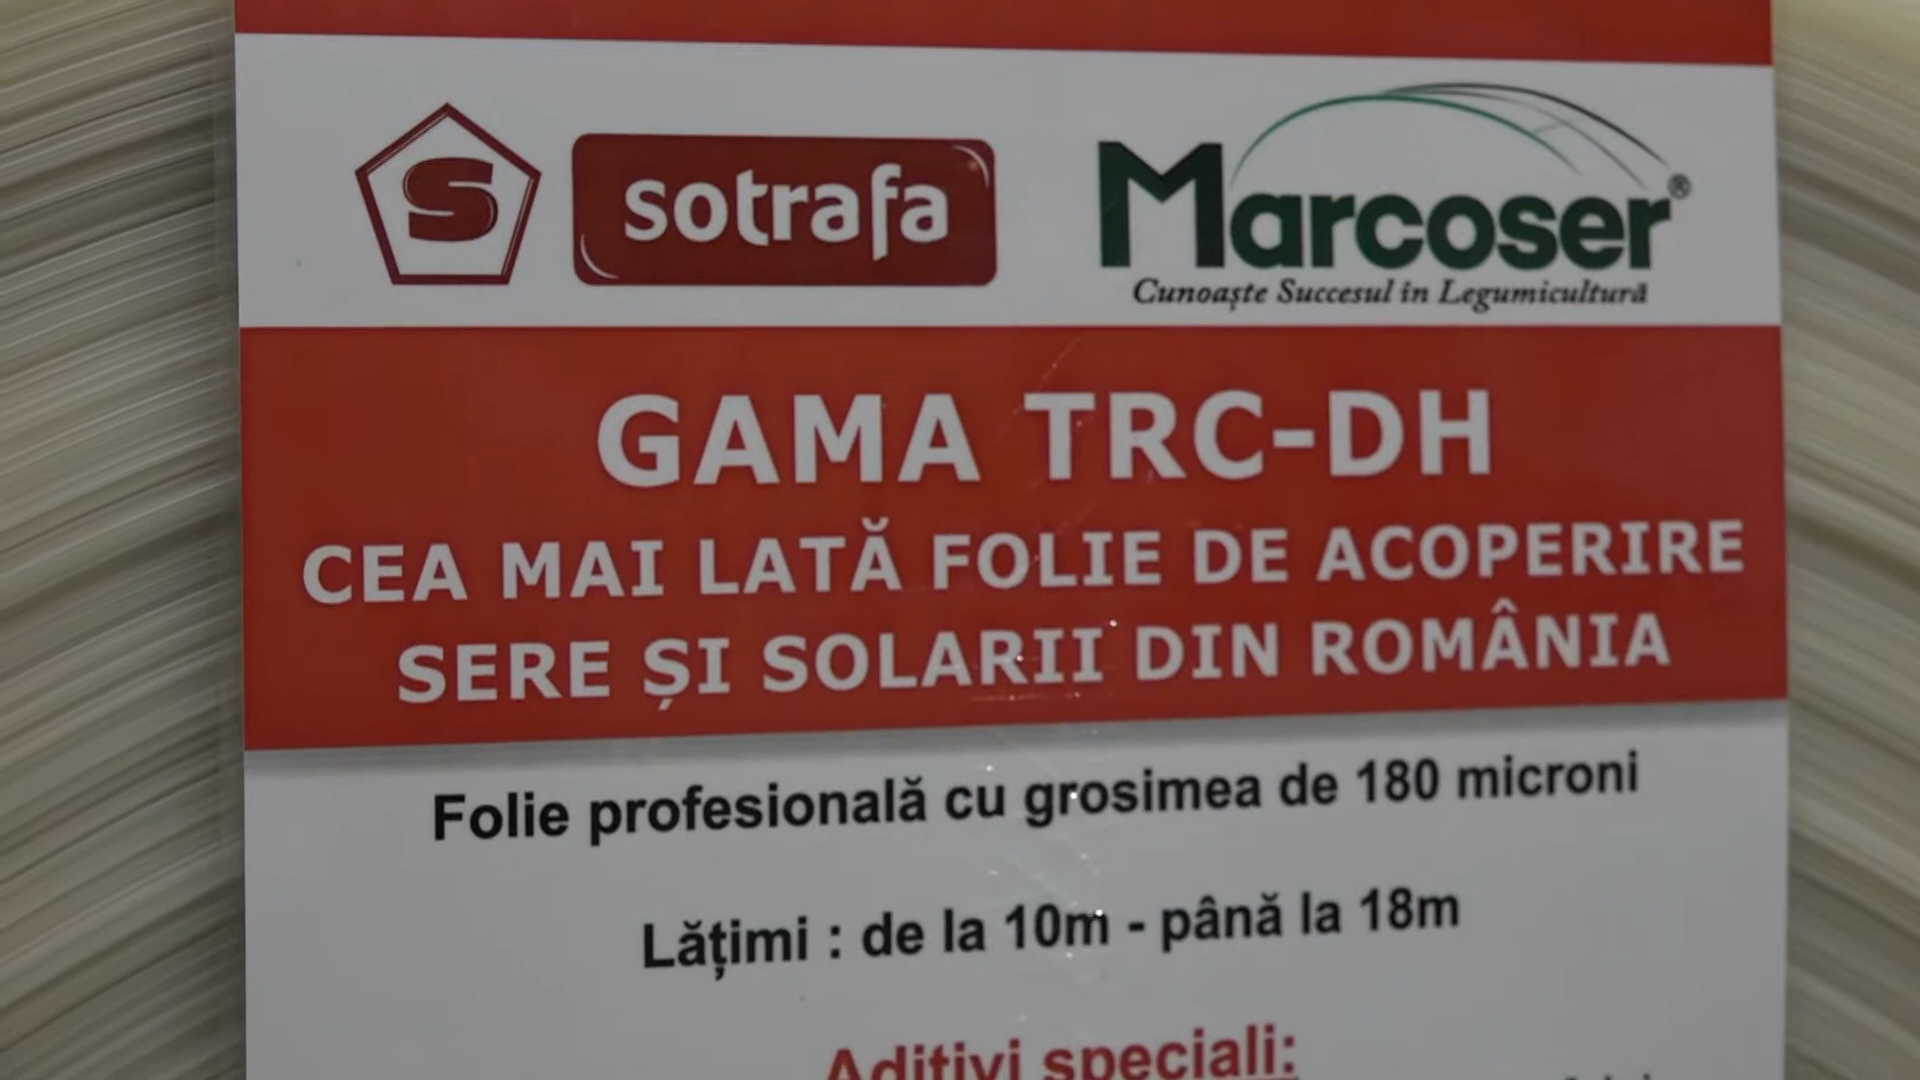 S sotrafa Marcoser®
Cunoaște Succesul în Legumicultură
GAMA TRC-DH
CEA MAI LATĂ FOLIE DE ACOPERIRE
SERE ȘI SOLARII DIN ROMÂNIA
Folie profesională cu grosimea de 180 microni
Lățimi : de la 10m - până la 18m
Aditivi speciali: